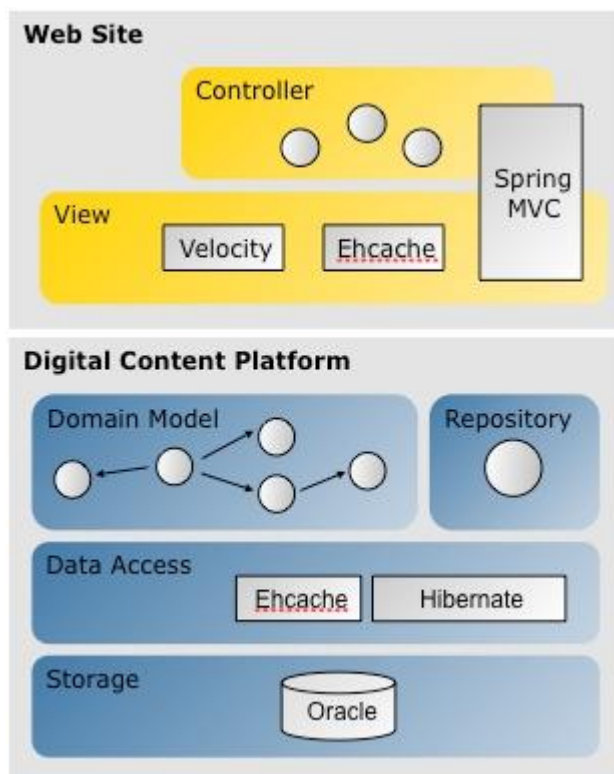 Web Site
Controller
Spring
MVC
View
Velocity
Ehcache
Digital Content Platform
Domain Model
Repository
Data Access
Ehcache
Hibernate
Storage
Oracle